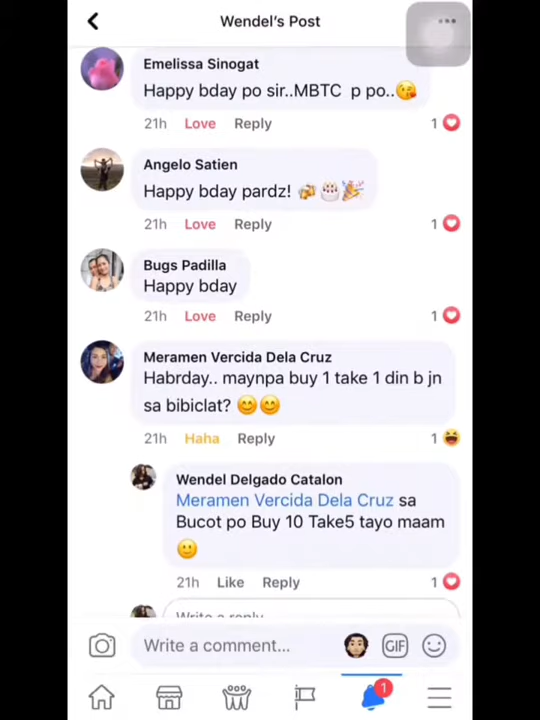 Wendel's Post
Emelissa Sinogat
Happy bday po sir..MBTC p po..😘
21h Love Reply 1
Angelo Satien
Happy bday pardz! 🍻🎂🎉
21h Love Reply 1
Bugs Padilla
Happy bday
21h Love Reply 1
Meramen Vercida Dela Cruz
Habrday.. maynpa buy 1 take 1 din b jn
sa bibiclat? 😊😊
21h Haha Reply 1
Wendel Delgado Catalon
Meramen Vercida Dela Cruz sa
Bucot po Buy 10 Take5 tayo maam
🙂
21h Like Reply 1
Write a reply
Write a comment... GIF
1